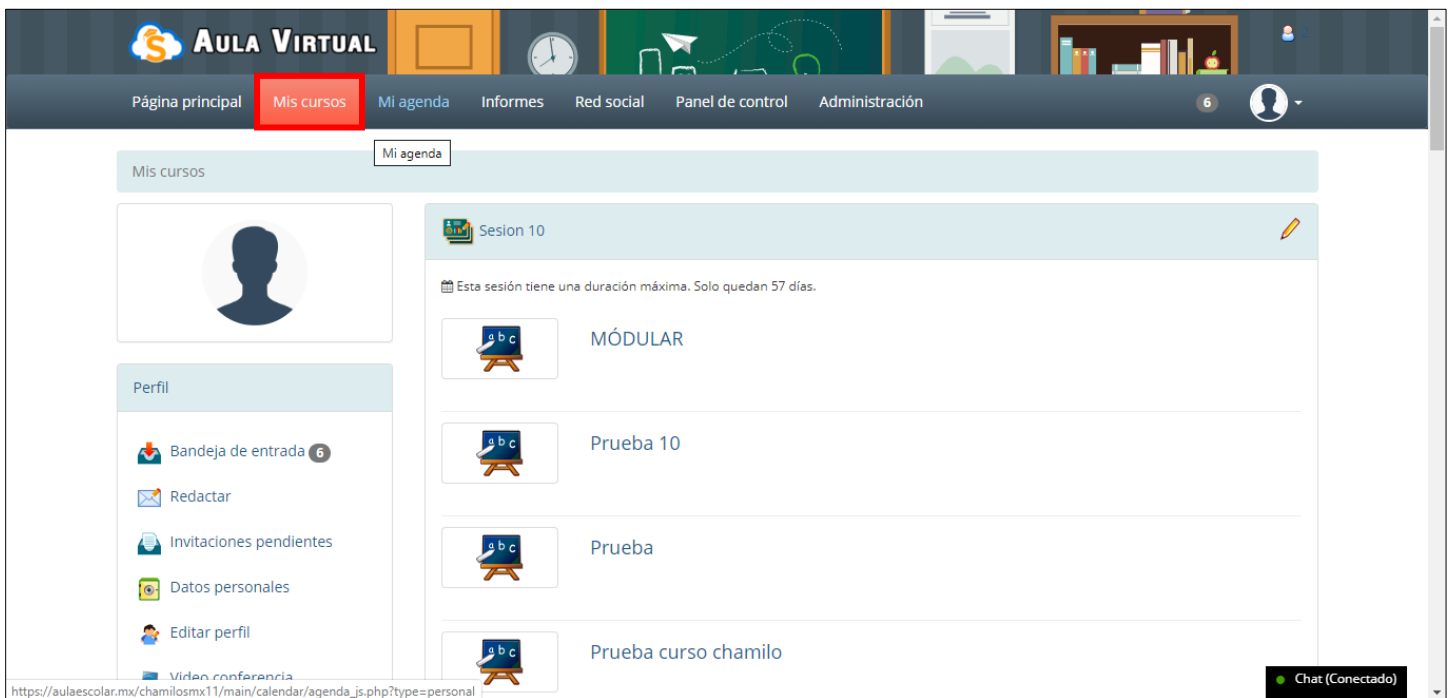 AULA VIRTUAL
2
Página principal Mis cursos Mi agenda Informes Red social Panel de control Administración 6
Mi agenda
Mis cursos
Sesion 10
Esta sesión tiene una duración máxima. Solo quedan 57 días.
MÓDULAR
Prueba 10
Prueba
Prueba curso chamilo
Perfil
Bandeja de entrada 6
Redactar
Invitaciones pendientes
Datos personales
Editar perfil
Video conferencia
https://aulaescolar.mx/chamilosmx11/main/calendar/agenda_js.php?type=personal
Chat (Conectado)